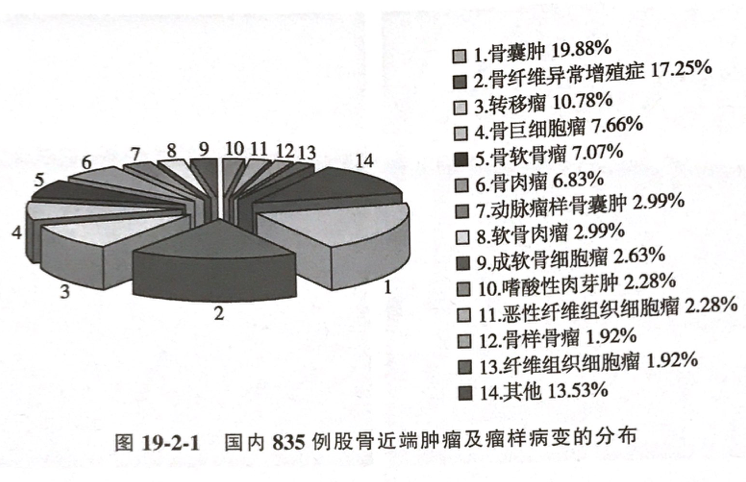 1.骨囊肿 19.88%
2.骨纤维异常增殖症 17.25%
3.转移瘤 10.78%
4.骨巨细胞瘤 7.66%
5.骨软骨瘤 7.07%
6.骨肉瘤 6.83%
7.动脉瘤样骨囊肿 2.99%
8.软骨肉瘤 2.99%
9.成软骨细胞瘤 2.63%
10.嗜酸性肉芽肿 2.28%
11.恶性纤维组织细胞瘤 2.28%
12.骨样骨瘤 1.92%
13.纤维组织细胞瘤 1.92%
14.其他 13.53%
1
2
3
4
5
6
7
8
9
10
11
12
13
14
图 19-2-1 国内 835 例股骨近端肿瘤及瘤样病变的分布